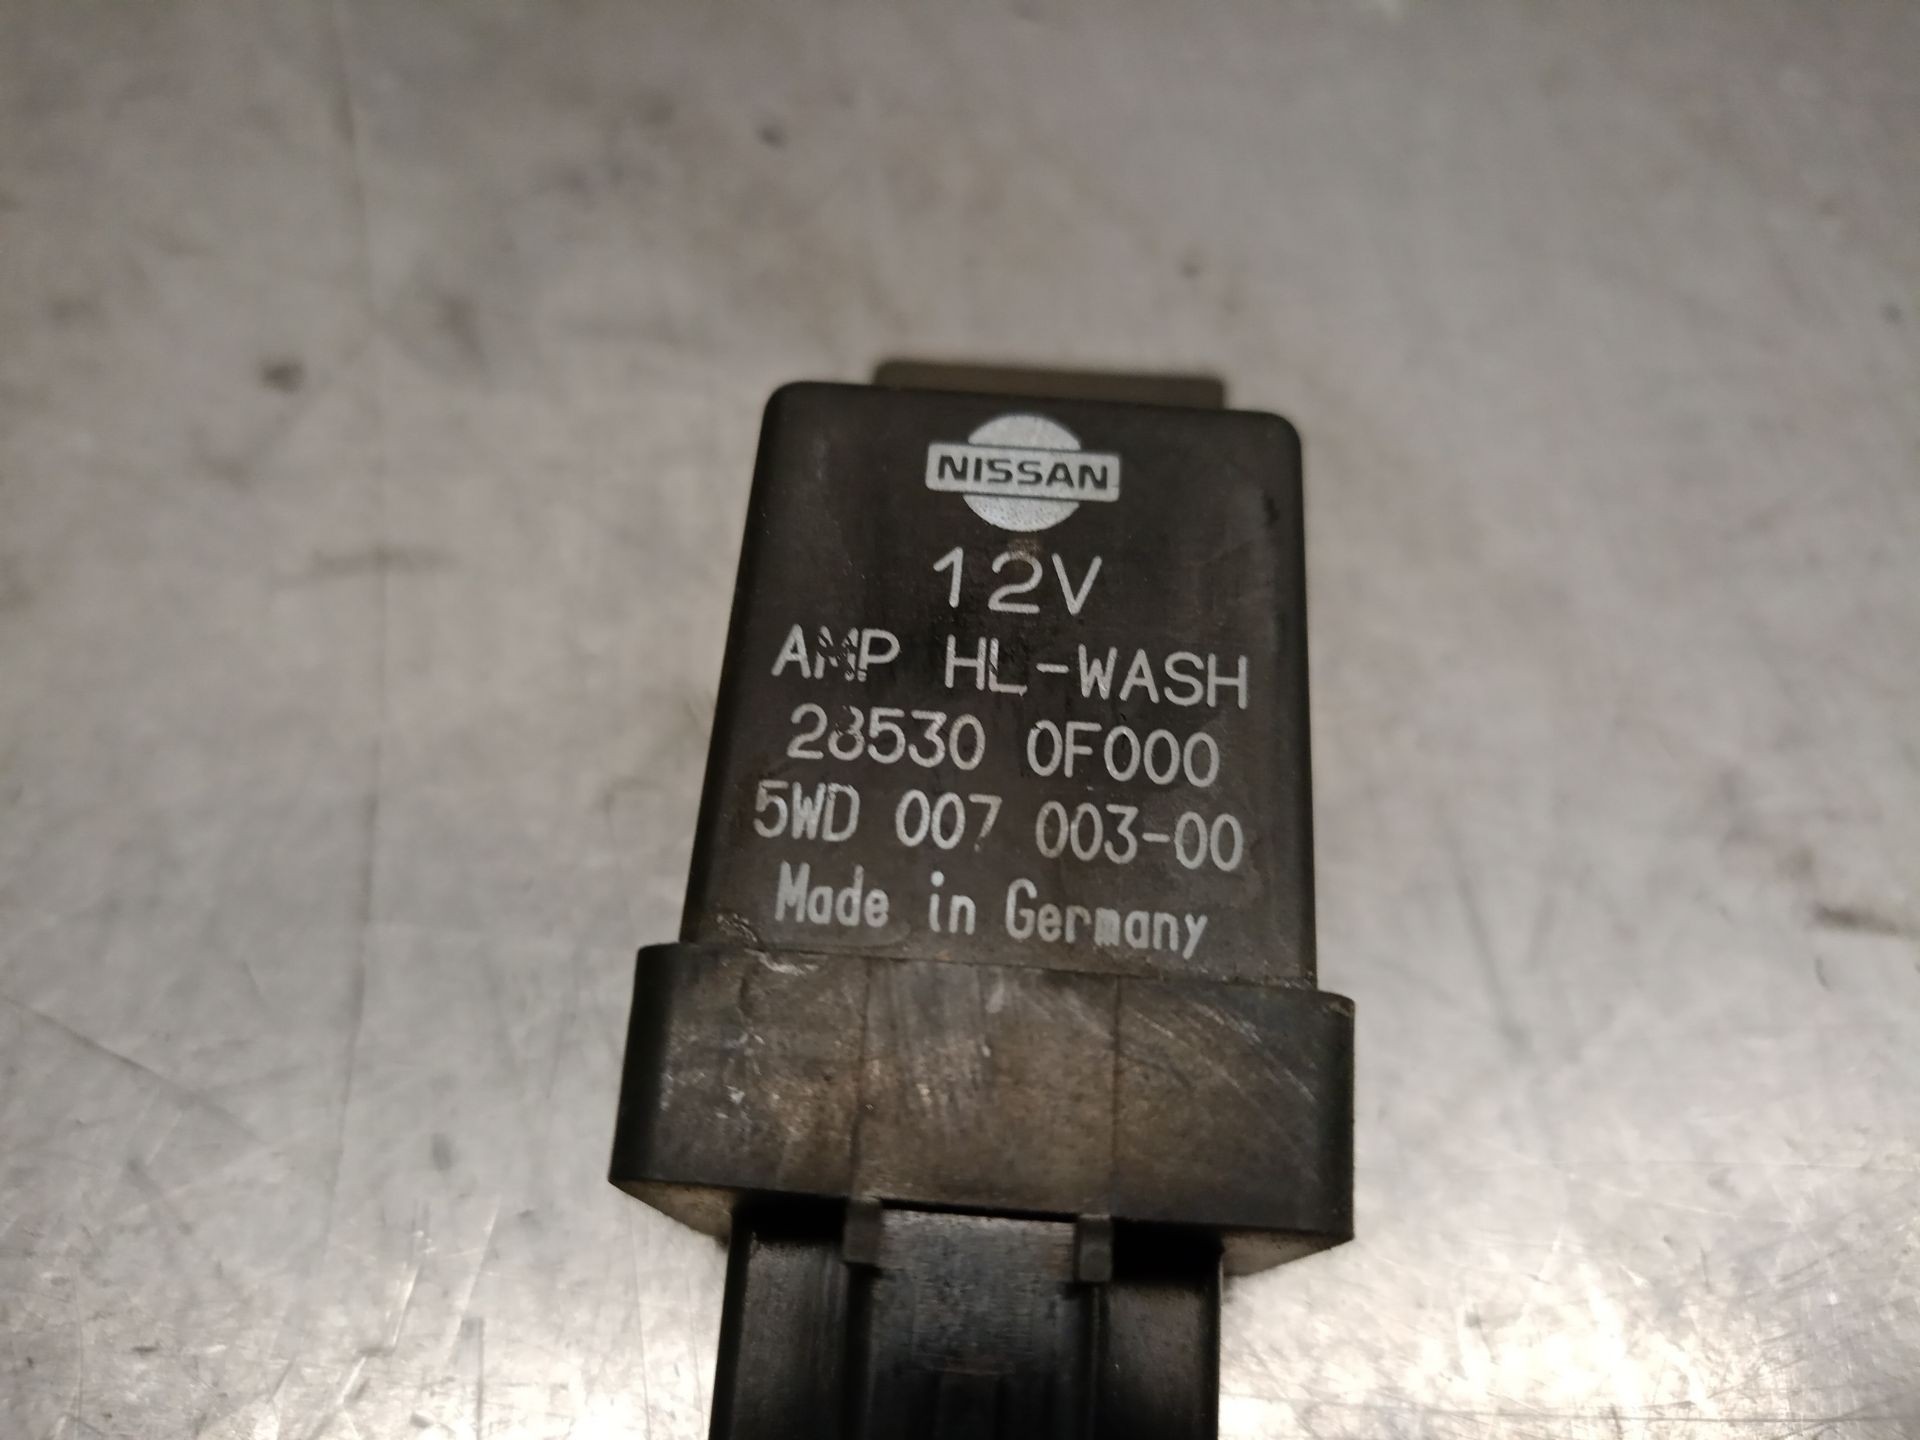 NISSAN
12V
AMP HL-WASH
28530 0F000
5WD 007 003-00
Made in Germany